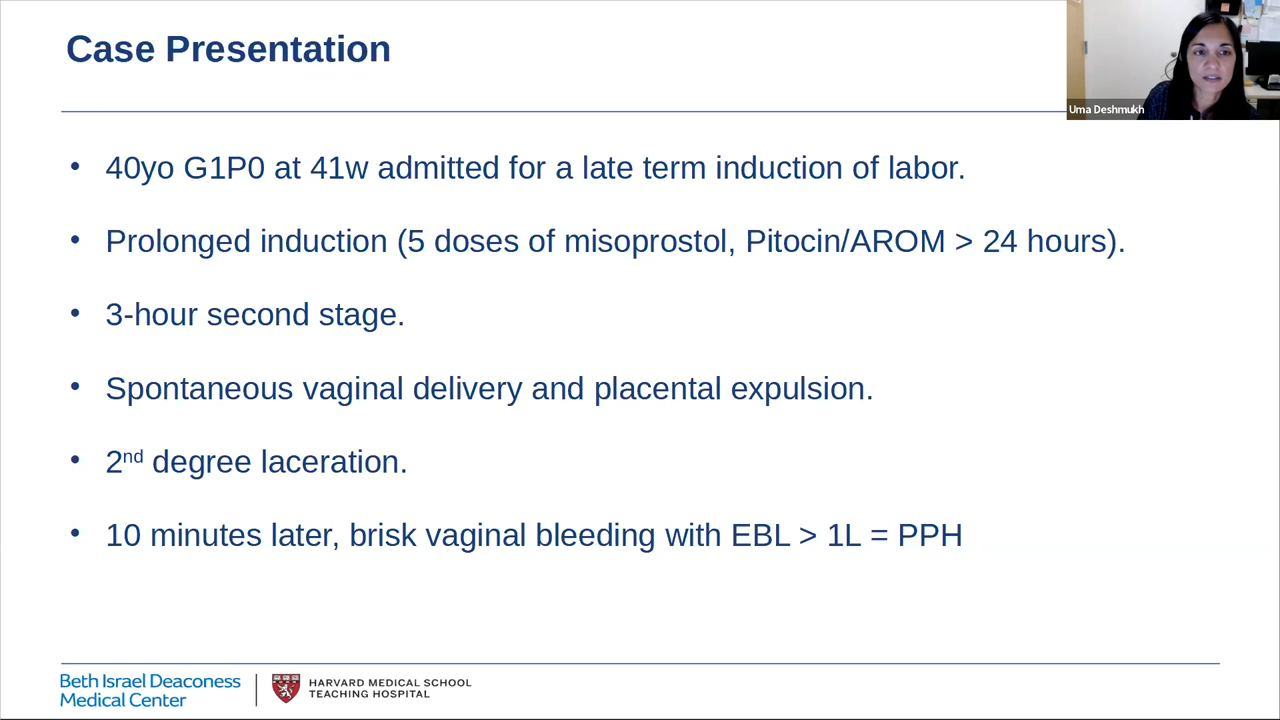 Case Presentation
Uma Deshmukh
• 40yo G1P0 at 41w admitted for a late term induction of labor.
• Prolonged induction (5 doses of misoprostol, Pitocin/AROM > 24 hours).
• 3-hour second stage.
• Spontaneous vaginal delivery and placental expulsion.
• 2nd degree laceration.
• 10 minutes later, brisk vaginal bleeding with EBL > 1L = PPH
Beth Israel Deaconess
Medical Center
HARVARD MEDICAL SCHOOL
TEACHING HOSPITAL